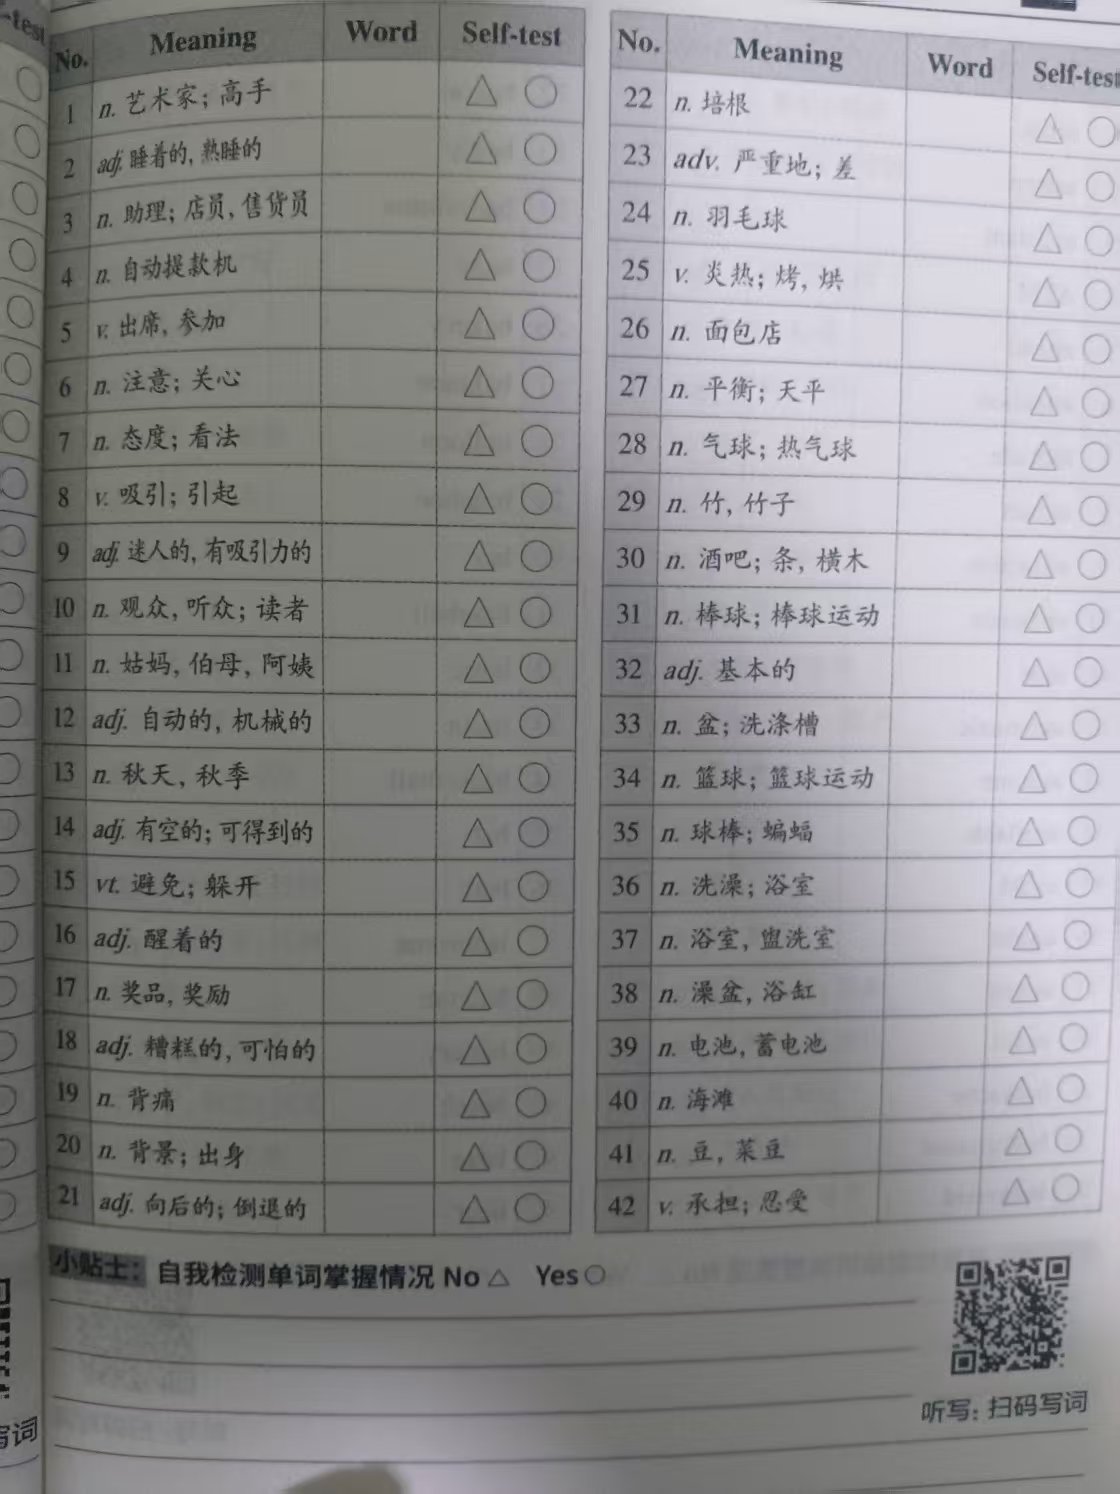 -test
No. Meaning Word Self-test
1 n. 艺术家；高手 △ ○
2 adj. 睡着的, 熟睡的 △ ○
3 n. 助理；店员, 售货员 △ ○
4 n. 自动提款机 △ ○
5 v. 出席, 参加 △ ○
6 n. 注意；关心 △ ○
7 n. 态度；看法 △ ○
8 v. 吸引；引起 △ ○
9 adj. 迷人的, 有吸引力的 △ ○
10 n. 观众, 听众；读者 △ ○
11 n. 姑妈, 伯母, 阿姨 △ ○
12 adj. 自动的, 机械的 △ ○
13 n. 秋天, 秋季 △ ○
14 adj. 有空的；可得到的 △ ○
15 vt. 避免；躲开 △ ○
16 adj. 醒着的 △ ○
17 n. 奖品, 奖励 △ ○
18 adj. 糟糕的, 可怕的 △ ○
19 n. 背痛 △ ○
20 n. 背景；出身 △ ○
21 adj. 向后的；倒退的 △ ○
No. Meaning Word Self-test
22 n. 培根 △ ○
23 adv. 严重地；差 △ ○
24 n. 羽毛球 △ ○
25 v. 炎热；烤, 烘 △ ○
26 n. 面包店 △ ○
27 n. 平衡；天平 △ ○
28 n. 气球；热气球 △ ○
29 n. 竹, 竹子 △ ○
30 n. 酒吧；条, 横木 △ ○
31 n. 棒球；棒球运动 △ ○
32 adj. 基本的 △ ○
33 n. 盆；洗涤槽 △ ○
34 n. 篮球；篮球运动 △ ○
35 n. 球棒；蝙蝠 △ ○
36 n. 洗澡；浴室 △ ○
37 n. 浴室, 盥洗室 △ ○
38 n. 澡盆, 浴缸 △ ○
39 n. 电池, 蓄电池 △ ○
40 n. 海滩 △ ○
41 n. 豆, 菜豆 △ ○
42 v. 承担；忍受 △ ○
小贴士：自我检测单词掌握情况 No △ Yes ○
听写：扫码写词
写词